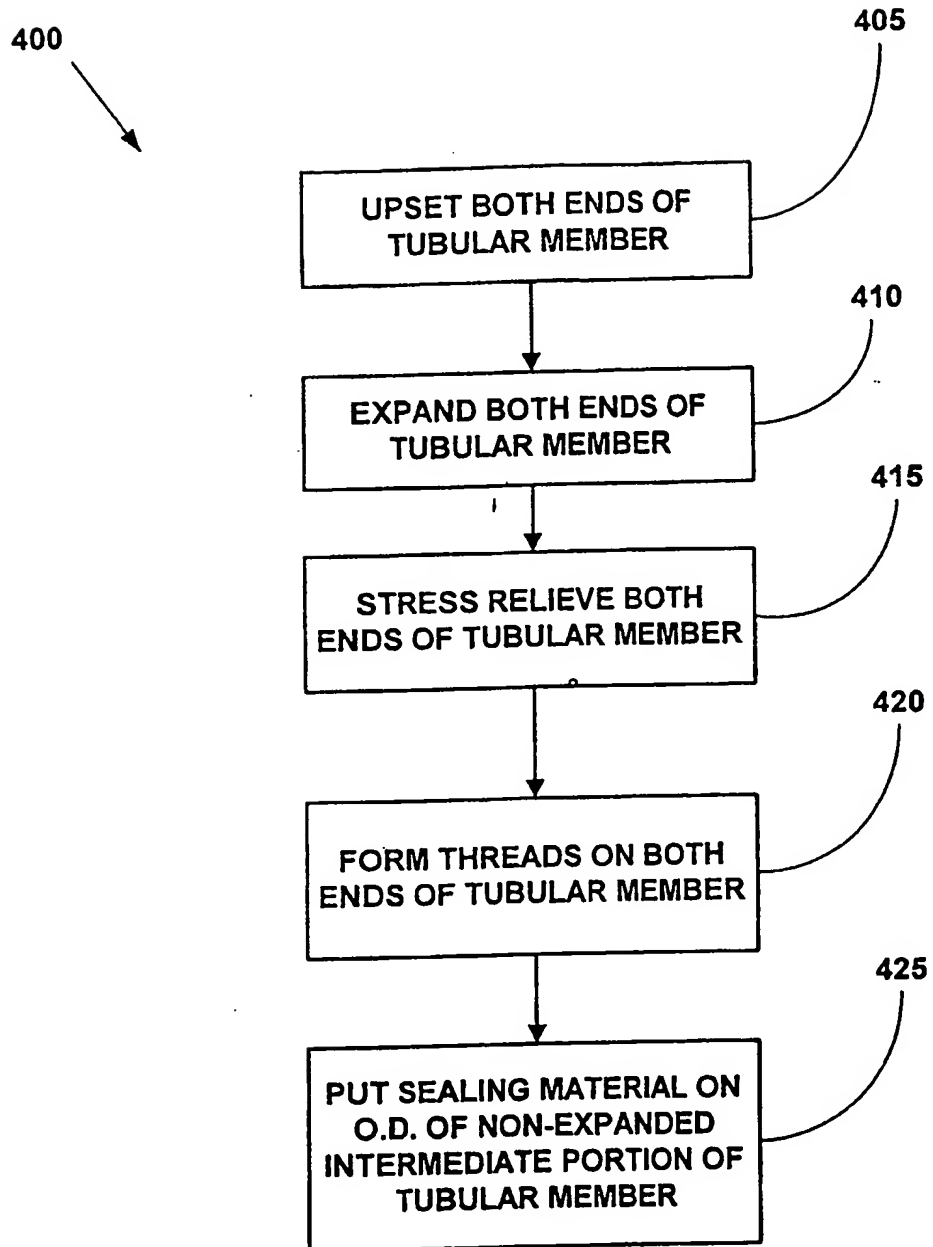 400
405
UPSET BOTH ENDS OF
TUBULAR MEMBER
410
EXPAND BOTH ENDS OF
TUBULAR MEMBER
415
STRESS RELIEVE BOTH
ENDS OF TUBULAR MEMBER
420
FORM THREADS ON BOTH
ENDS OF TUBULAR MEMBER
425
PUT SEALING MATERIAL ON
O.D. OF NON-EXPANDED
INTERMEDIATE PORTION OF
TUBULAR MEMBER